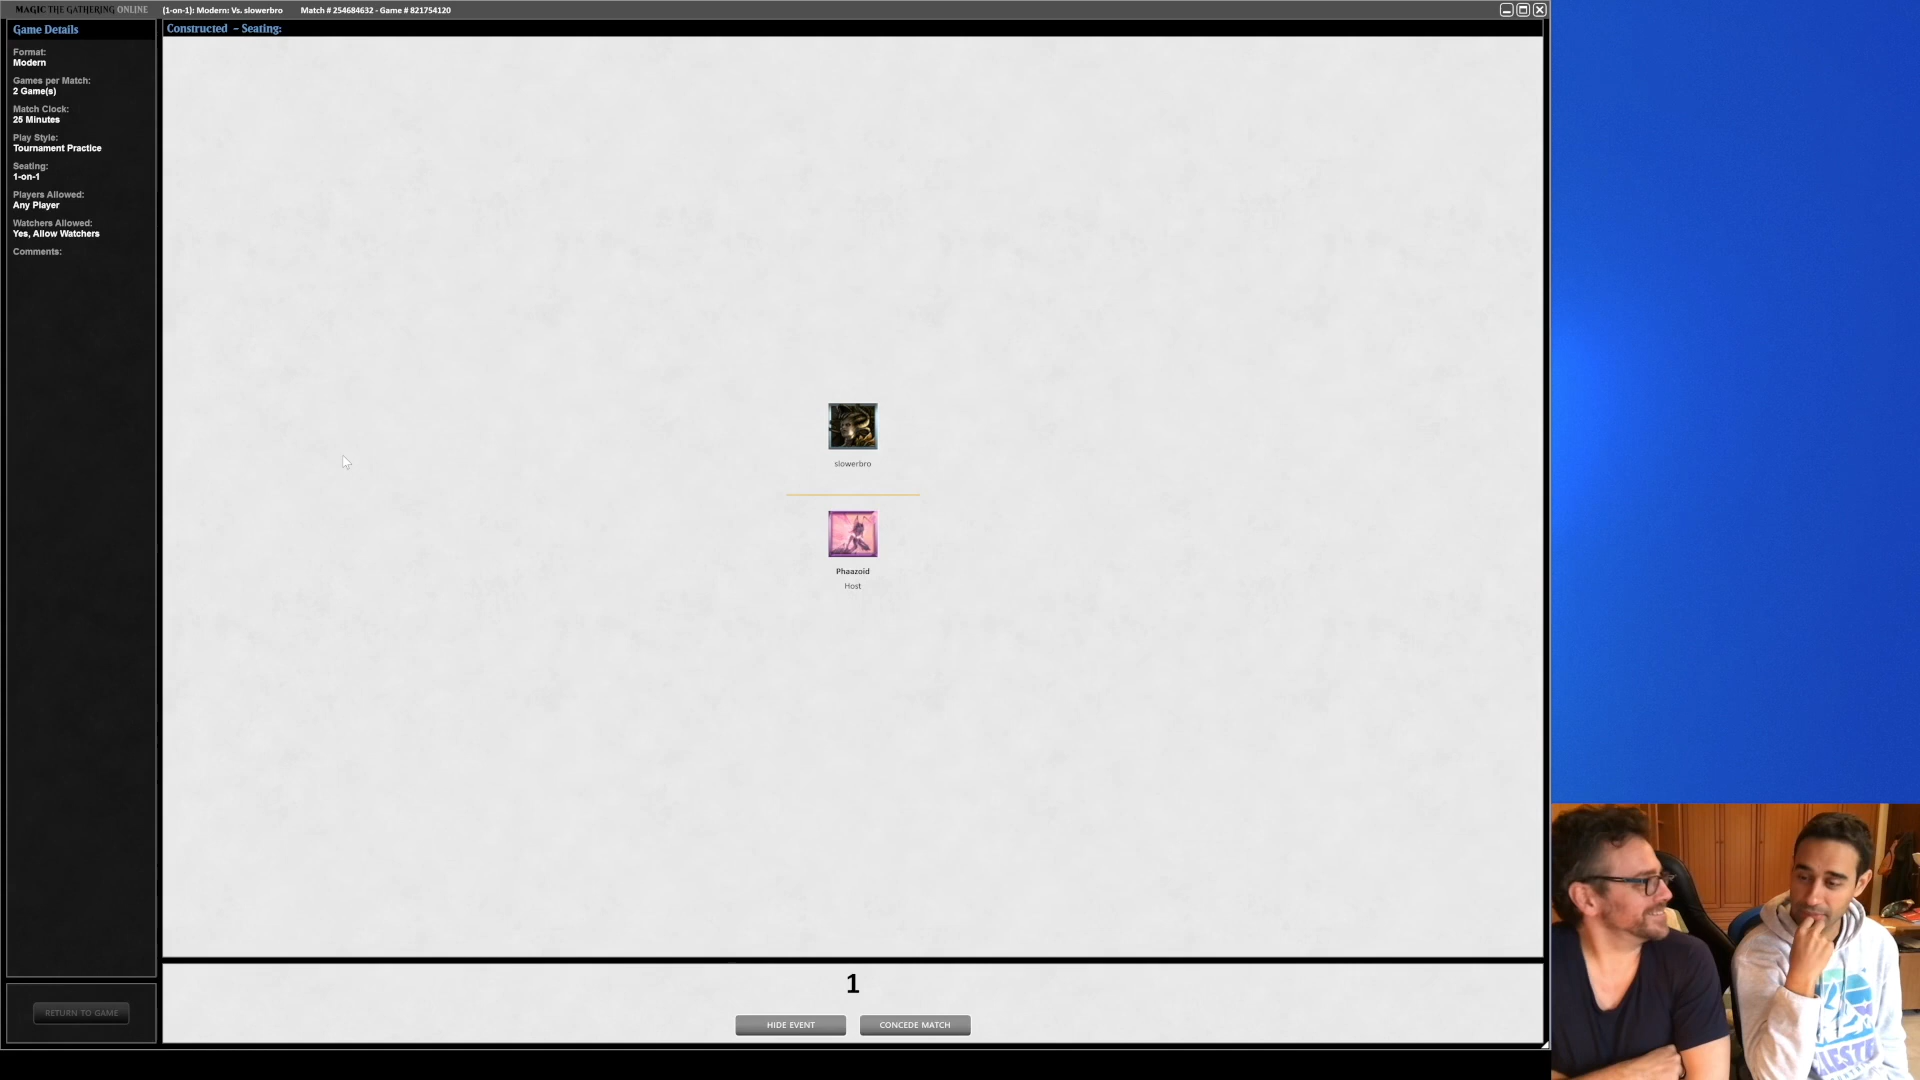 MAGIC THE GATHERING ONLINE
(1-on-1): Modern: Vs. slowerbro
Match # 254684632 - Game # 821754120
Game Details
Constructed - Seating:
Format:
Modern
Games per Match:
2 Game(s)
Match Clock:
25 Minutes
Play Style:
Tournament Practice
Seating:
1-on-1
Players Allowed:
Any Player
Watchers Allowed:
Yes, Allow Watchers
Comments:
slowerbro
Phaazoid
Host
1
RETURN TO GAME
HIDE EVENT
CONCEDE MATCH